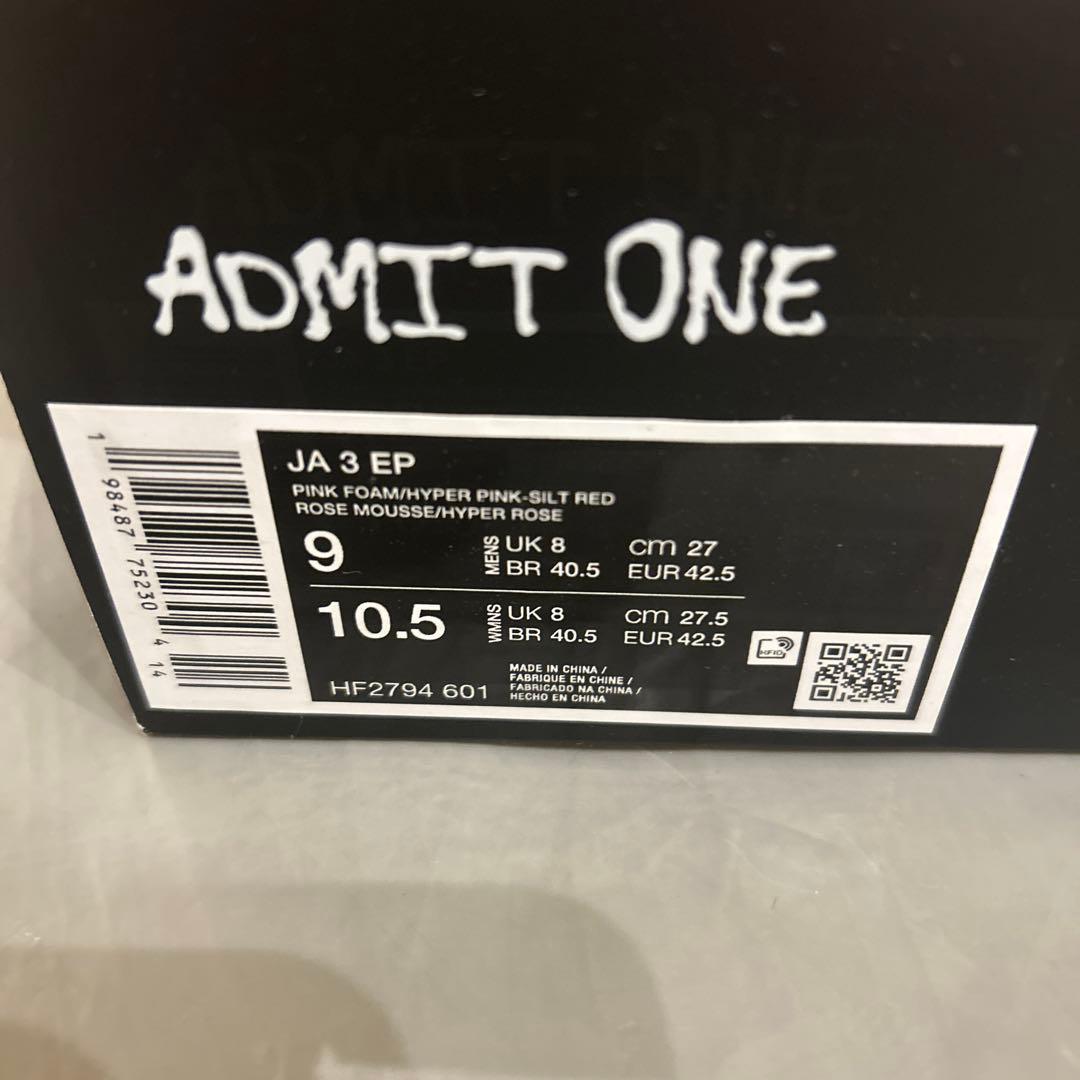 ADMIT ONE
JA 3 EP
PINK FOAM/HYPER PINK-SILT RED
ROSE MOUSSE/HYPER ROSE
9
MENS
UK 8 cm 27
BR 40.5 EUR 42.5
10.5
WMNS
UK 8 cm 27.5
BR 40.5 EUR 42.5
HF2794 601
MADE IN CHINA /
FABRIQUE EN CHINE /
FABRICADO NA CHINA /
HECHO EN CHINA
RFID
1 98487 75230 4 14